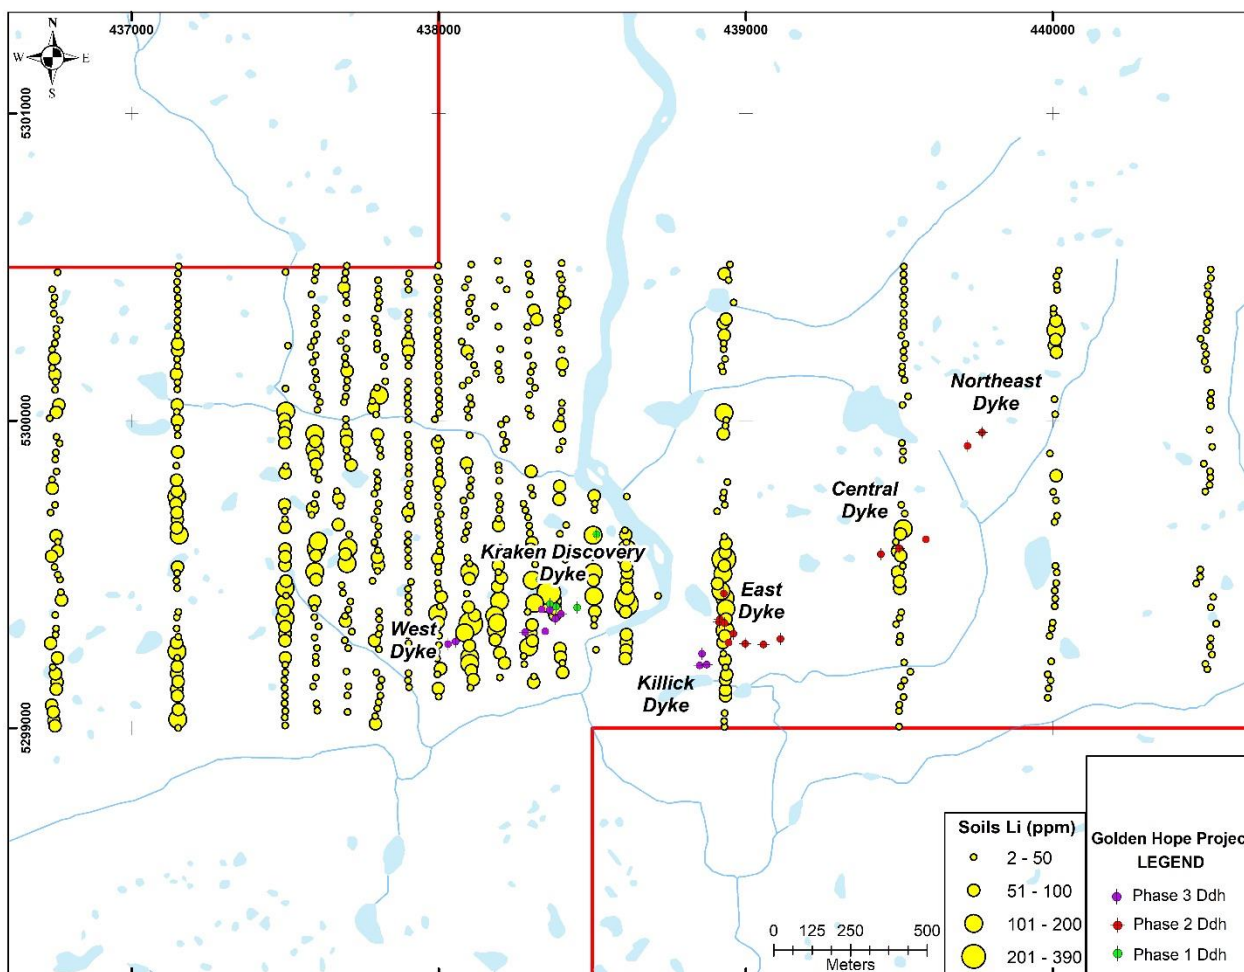 437000
438000
439000
440000
N
W
E
S
5301000
5300000
5299000
Northeast
Dyke
Central
Dyke
Kraken Discovery
Dyke
East
Dyke
West
Dyke
Killick
Dyke
Soils Li (ppm)
2 - 50
51 - 100
101 - 200
201 - 390
Golden Hope Projec
LEGEND
Phase 3 Ddh
Phase 2 Ddh
Phase 1 Ddh
0 125 250 500
Meters